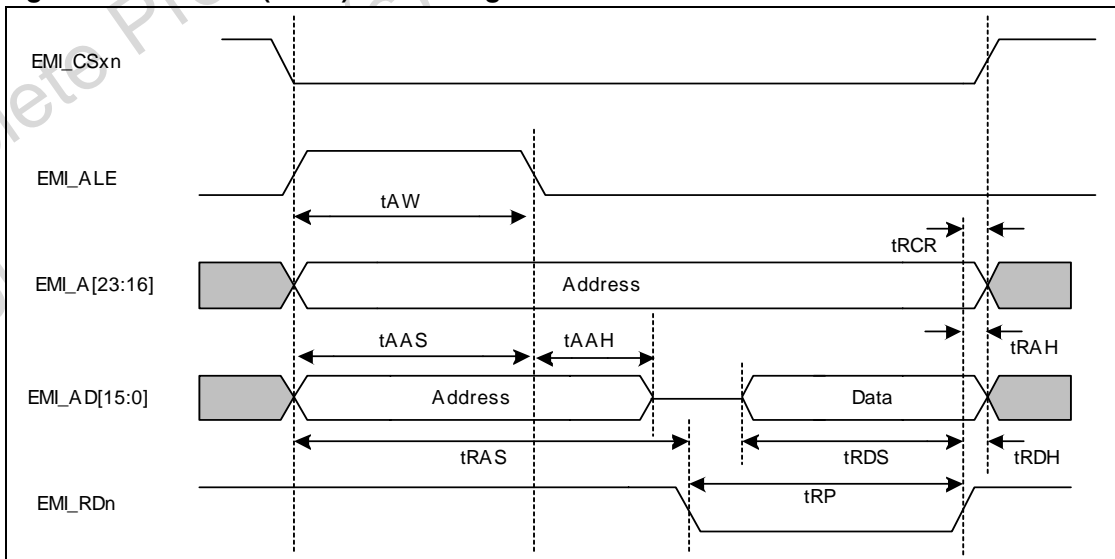 EMI_CSxn
EMI_ALE
tAW
tRCR
EMI_A[23:16]
Address
tAAS
tAAH
tRAH
EMI_AD[15:0]
Address
Data
tRAS
tRDS
tRDH
tRP
EMI_RDn